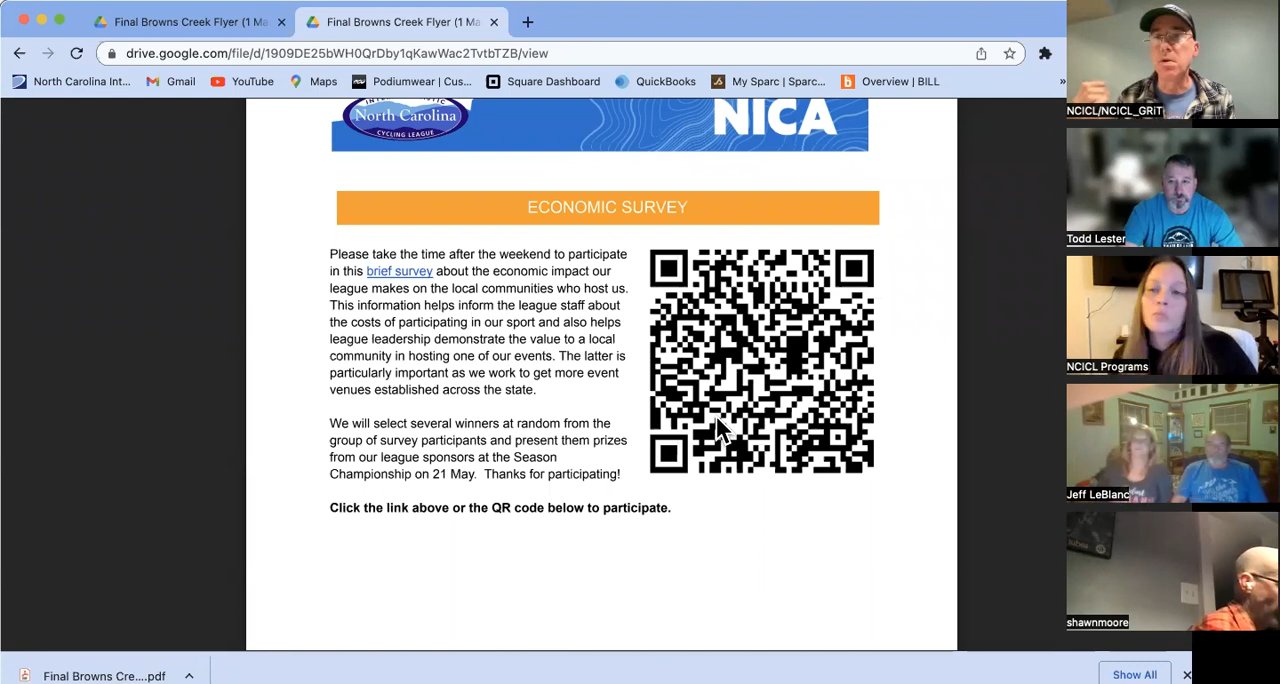 Final Browns Creek Flyer (1 Ma
Final Browns Creek Flyer (1 Ma
drive.google.com/file/d/1909DE25bWH0QrDby1qKawWac2TvtbTZB/view
North Carolina Int...
Gmail
YouTube
Maps
Podiumwear | Cus...
Square Dashboard
QuickBooks
My Sparc | Sparc...
Overview | BILL
»
North Carolina
CYCLING LEAGUE
NICA
ECONOMIC SURVEY
Please take the time after the weekend to participate
in this brief survey about the economic impact our
league makes on the local communities who host us.
This information helps inform the league staff about
the costs of participating in our sport and also helps
league leadership demonstrate the value to a local
community in hosting one of our events. The latter is
particularly important as we work to get more event
venues established across the state.
We will select several winners at random from the
group of survey participants and present them prizes
from our league sponsors at the Season
Championship on 21 May. Thanks for participating!
Click the link above or the QR code below to participate.
Final Browns Cre....pdf
Show All
NCICL/NCICL_GRiT
Todd Lester
NCICL Programs
Jeff LeBlanc
shawnmoore